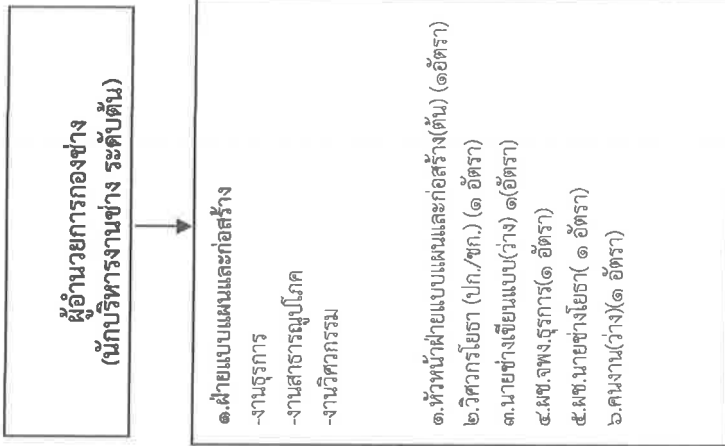 ผู้อำนวยการกองช่าง
(นักบริหารงานช่าง ระดับต้น)
๑.ฝ่ายแบบแผนและก่อสร้าง
-งานธุรการ
-งานสาธารณูปโภค
-งานวิศวกรรม
๑.หัวหน้าฝ่ายแบบแผนและก่อสร้าง(ต้น) (๑อัตรา)
๒.วิศวกรโยธา (ปก./ชก.) (๑ อัตรา)
๓.นายช่างเขียนแบบ(ว่าง) ๑(อัตรา)
๔.ผช.จพง.ธุรการ(๑ อัตรา)
๕.ผช.นายช่างโยธา( ๑ อัตรา)
๖.คนงาน(ว่าง)(๑ อัตรา)